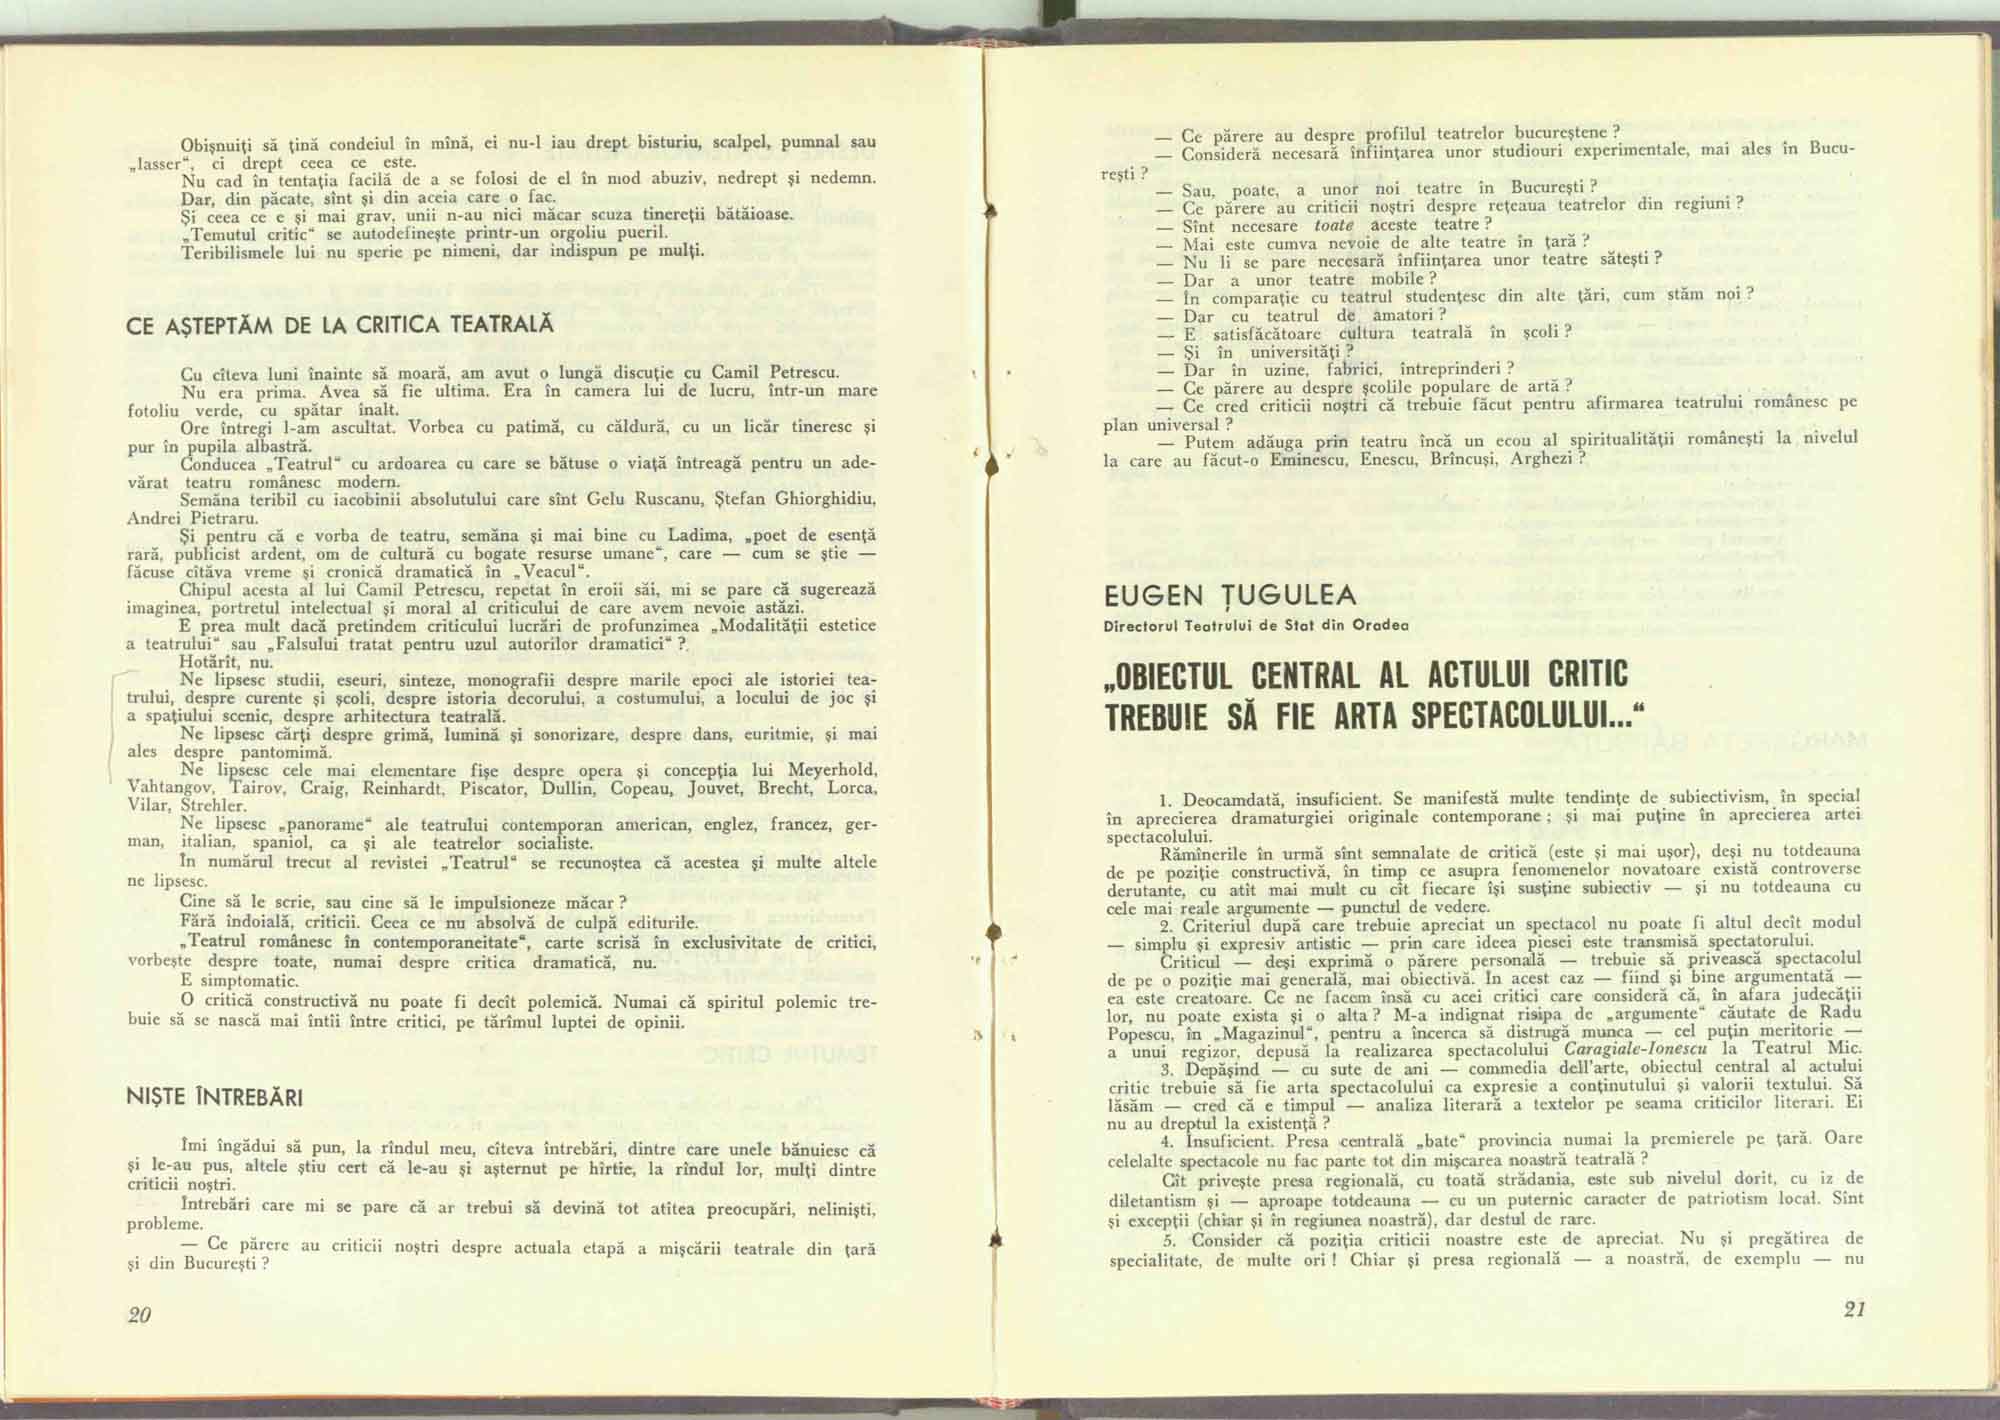 Obişnuiţi să ţină condeiul în mînă, ei nu-l iau drept bisturiu, scalpel, pumnal sau
„lasser“, ci drept ceea ce este.
Nu cad în tentaţia facilă de a se folosi de el în mod abuziv, nedrept şi nedemn.
Dar, din păcate, sînt şi din aceia care o fac.
Şi ceea ce e şi mai grav, unii n-au nici măcar scuza tinereţii bătăioase.
„Temutul critic“ se autodefineşte printr-un orgoliu pueril.
Teribilismele lui nu sperie pe nimeni, dar indispun pe mulţi.
CE AŞTEPTĂM DE LA CRITICA TEATRALĂ
Cu cîteva luni înainte să moară, am avut o lungă discuţie cu Camil Petrescu.
Nu era prima. Avea să fie ultima. Era în camera lui de lucru, într-un mare
fotoliu verde, cu spătar înalt.
Ore întregi l-am ascultat. Vorbea cu patimă, cu căldură, cu un licăr tineresc şi
pur în pupila albastră.
Conducea „Teatrul“ cu ardoarea cu care se bătuse o viaţă întreagă pentru un ade-
vărat teatru românesc modern.
Semăna teribil cu iacobinii absolutului care sînt Gelu Ruscanu, Ştefan Ghiorghidiu,
Andrei Pietraru.
Şi pentru că e vorba de teatru, semăna şi mai bine cu Ladima, „poet de esenţă
rară, publicist ardent, om de cultură cu bogate resurse umane“, care — cum se ştie —
făcuse cîtăva vreme şi cronică dramatică în „Veacul“.
Chipul acesta al lui Camil Petrescu, repetat în eroii săi, mi se pare că sugerează
imaginea, portretul intelectual şi moral al criticului de care avem nevoie astăzi.
E prea mult dacă pretindem criticului lucrări de profunzimea „Modalităţii estetice
a teatrului“ sau „Falsului tratat pentru uzul autorilor dramatici“ ?
Hotărît, nu.
Ne lipsesc studii, eseuri, sinteze, monografii despre marile epoci ale istoriei tea-
trului, despre curente şi şcoli, despre istoria decorului, a costumului, a locului de joc şi
a spaţiului scenic, despre arhitectura teatrală.
Ne lipsesc cărţi despre grimă, lumină şi sonorizare, despre dans, euritmie, şi mai
ales despre pantomimă.
Ne lipsesc cele mai elementare fişe despre opera şi concepţia lui Meyerhold,
Vahtangov, Tairov, Craig, Reinhardt, Piscator, Dullin, Copeau, Jouvet, Brecht, Lorca,
Vilar, Strehler.
Ne lipsesc „panorame“ ale teatrului contemporan american, englez, francez, ger-
man, italian, spaniol, ca şi ale teatrelor socialiste.
În numărul trecut al revistei „Teatrul“ se recunoştea că acestea şi multe altele
ne lipsesc.
Cine să le scrie, sau cine să le impulsioneze măcar ?
Fără îndoială, criticii. Ceea ce nu absolvă de culpă editurile.
„Teatrul românesc în contemporaneitate“, carte scrisă în exclusivitate de critici,
vorbeşte despre toate, numai despre critica dramatică, nu.
E simptomatic.
O critică constructivă nu poate fi decît polemică. Numai că spiritul polemic tre-
buie să se nască mai întîi între critici, pe tărîmul luptei de opinii.
NIŞTE ÎNTREBĂRI
Îmi îngădui să pun, la rîndul meu, cîteva întrebări, dintre care unele bănuiesc că
şi le-au pus, altele ştiu cert că le-au şi aşternut pe hîrtie, la rîndul lor, mulţi dintre
criticii noştri.
Întrebări care mi se pare că ar trebui să devină tot atîtea preocupări, nelinişti,
probleme.
— Ce părere au criticii noştri despre actuala etapă a mişcării teatrale din ţară
şi din Bucureşti ?
20
— Ce părere au despre profilul teatrelor bucureştene ?
— Consideră necesară înfiinţarea unor studiouri experimentale, mai ales în Bucu-
reşti ?
— Sau, poate, a unor noi teatre în Bucureşti ?
— Ce părere au criticii noştri despre reţeaua teatrelor din regiuni ?
— Sînt necesare toate aceste teatre ?
— Mai este cumva nevoie de alte teatre în ţară ?
— Nu li se pare necesară înfiinţarea unor teatre săteşti ?
— Dar a unor teatre mobile ?
— În comparaţie cu teatrul studenţesc din alte ţări, cum stăm noi ?
— Dar cu teatrul de amatori ?
— E satisfăcătoare cultura teatrală în şcoli ?
— Şi în universităţi ?
— Dar în uzine, fabrici, întreprinderi ?
— Ce părere au despre şcolile populare de artă ?
— Ce cred criticii noştri că trebuie făcut pentru afirmarea teatrului românesc pe
plan universal ?
— Putem adăuga prin teatru încă un ecou al spiritualităţii româneşti la nivelul
la care au făcut-o Eminescu, Enescu, Brîncuşi, Arghezi ?
EUGEN ŢUGULEA
Directorul Teatrului de Stat din Oradea
„OBIECTUL CENTRAL AL ACTULUI CRITIC
TREBUIE SĂ FIE ARTA SPECTACOLULUI...“
1. Deocamdată, insuficient. Se manifestă multe tendinţe de subiectivism, în special
în aprecierea dramaturgiei originale contemporane ; şi mai puţine în aprecierea artei
spectacolului.
Rămînerile în urmă sînt semnalate de critică (este şi mai uşor), deşi nu totdeauna
de pe poziţie constructivă, în timp ce asupra fenomenelor novatoare există controverse
derutante, cu atît mai mult cu cît fiecare îşi susţine subiectiv — şi nu totdeauna cu
cele mai reale argumente — punctul de vedere.
2. Criteriul după care trebuie apreciat un spectacol nu poate fi altul decît modul
— simplu şi expresiv artistic — prin care ideea piesei este transmisă spectatorului.
Criticul — deşi exprimă o părere personală — trebuie să privească spectacolul
de pe o poziţie mai generală, mai obiectivă. În acest caz — fiind şi bine argumentată —
ea este creatoare. Ce ne facem însă cu acei critici care consideră că, în afara judecăţii
lor, nu poate exista şi o alta ? M-a indignat risipa de „argumente“ căutate de Radu
Popescu, în „Magazinul“, pentru a încerca să distrugă munca — cel puţin meritorie —
a unui regizor, depusă la realizarea spectacolului Caragiale-Ionescu la Teatrul Mic.
3. Depăşind — cu sute de ani — commedia dell'arte, obiectul central al actului
critic trebuie să fie arta spectacolului ca expresie a conţinutului şi valorii textului. Să
lăsăm — cred că e timpul — analiza literară a textelor pe seama criticilor literari. Ei
nu au dreptul la existenţă ?
4. Insuficient. Presa centrală „bate“ provincia numai la premierele pe ţară. Oare
celelalte spectacole nu fac parte tot din mişcarea noastră teatrală ?
Cît priveşte presa regională, cu toată strădania, este sub nivelul dorit, cu iz de
diletantism şi — aproape totdeauna — cu un puternic caracter de patriotism local. Sînt
şi excepţii (chiar şi în regiunea noastră), dar destul de rare.
5. Consider că poziţia criticii noastre este de apreciat. Nu şi pregătirea de
specialitate, de multe ori ! Chiar şi presa regională — a noastră, de exemplu — nu
21